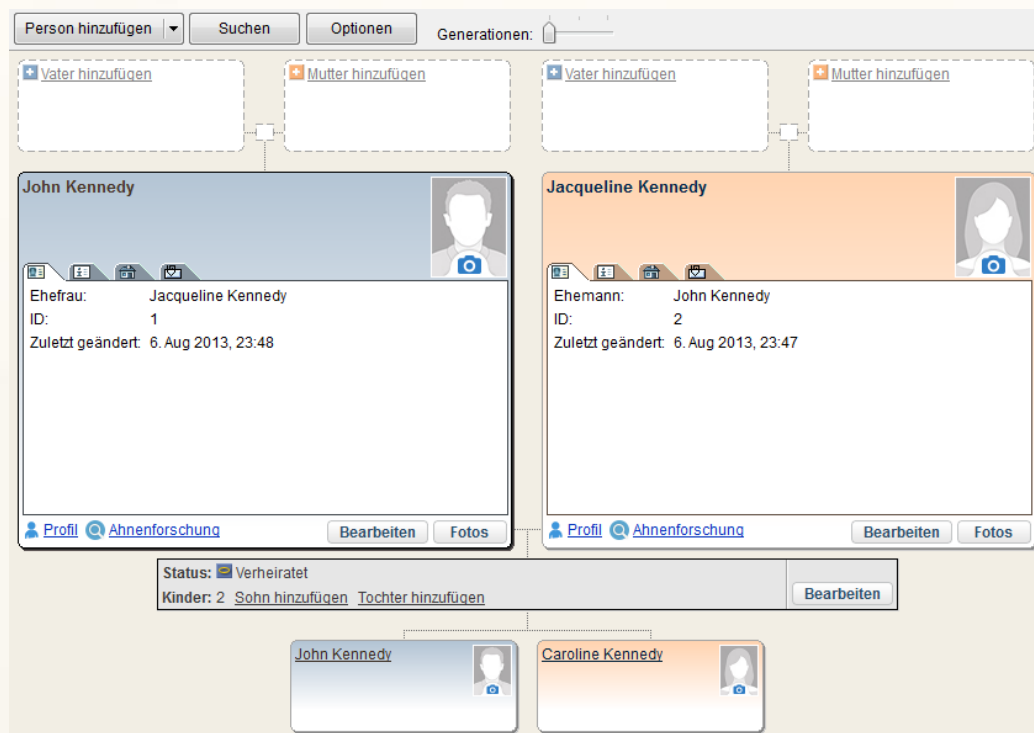 Person hinzufügen
Suchen
Optionen
Generationen:
Vater hinzufügen
Mutter hinzufügen
Vater hinzufügen
Mutter hinzufügen
John Kennedy
Ehefrau: Jacqueline Kennedy
ID: 1
Zuletzt geändert: 6. Aug 2013, 23:48
Profil Ahnenforschung Bearbeiten Fotos
Jacqueline Kennedy
Ehemann: John Kennedy
ID: 2
Zuletzt geändert: 6. Aug 2013, 23:47
Profil Ahnenforschung Bearbeiten Fotos
Status: Verheiratet
Kinder: 2 Sohn hinzufügen Tochter hinzufügen
Bearbeiten
John Kennedy
Caroline Kennedy